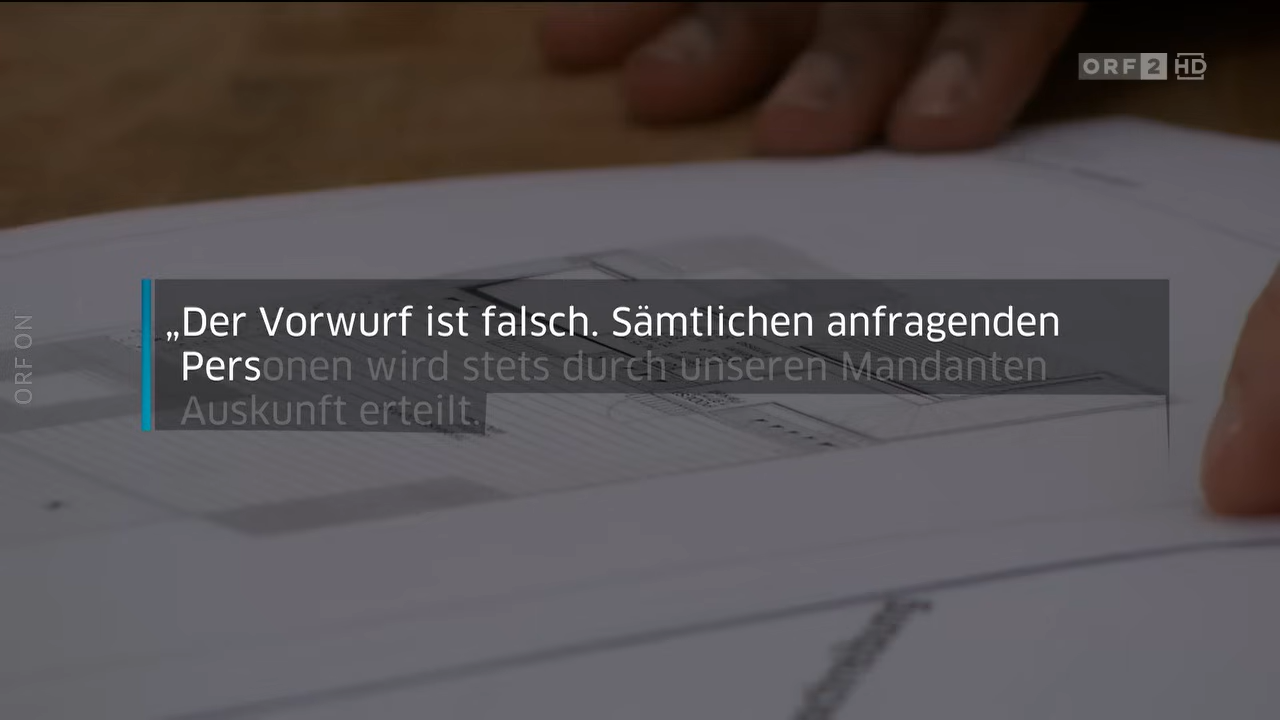 ORF 2 HD
„Der Vorwurf ist falsch. Sämtlichen anfragenden
Personen wird stets durch unseren Mandanten
Auskunft erteilt.
ORF ON